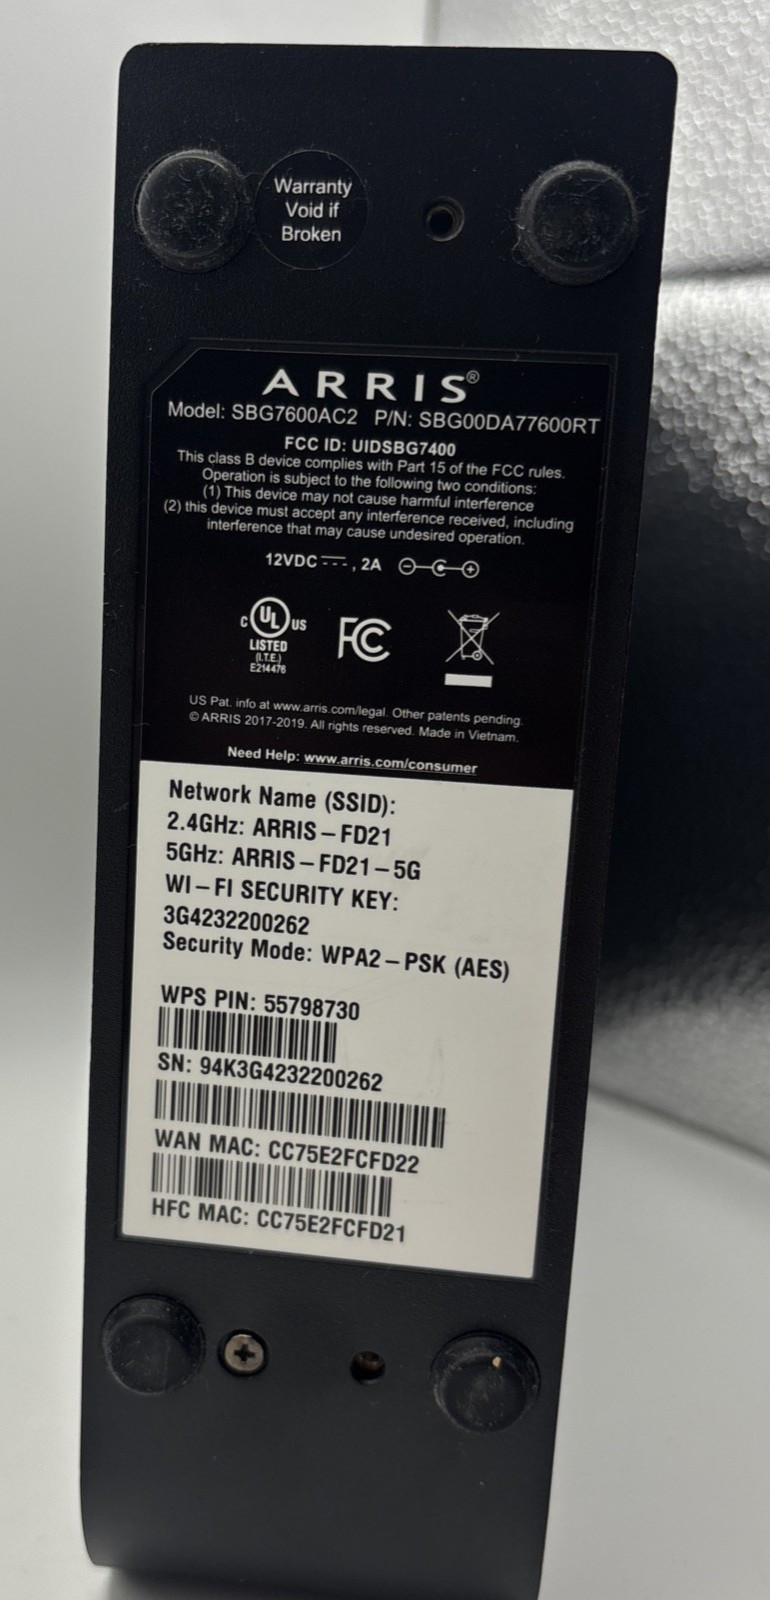 Warranty
Void if
Broken
ARRIS®
Model: SBG7600AC2 P/N: SBG00DA77600RT
FCC ID: UIDSBG7400
This class B device complies with Part 15 of the FCC rules.
Operation is subject to the following two conditions:
(1) This device may not cause harmful interference
(2) this device must accept any interference received, including
interference that may cause undesired operation.
12VDC⎓, 2A
C UL US
LISTED
(I.T.E.)
E214476
FC
US Pat. info at www.arris.com/legal. Other patents pending.
© ARRIS 2017-2019. All rights reserved. Made in Vietnam.
Need Help: www.arris.com/consumer
Network Name (SSID):
2.4GHz: ARRIS–FD21
5GHz: ARRIS–FD21–5G
WI–FI SECURITY KEY:
3G4232200262
Security Mode: WPA2–PSK (AES)
WPS PIN: 55798730
SN: 94K3G4232200262
WAN MAC: CC75E2FCFD22
HFC MAC: CC75E2FCFD21